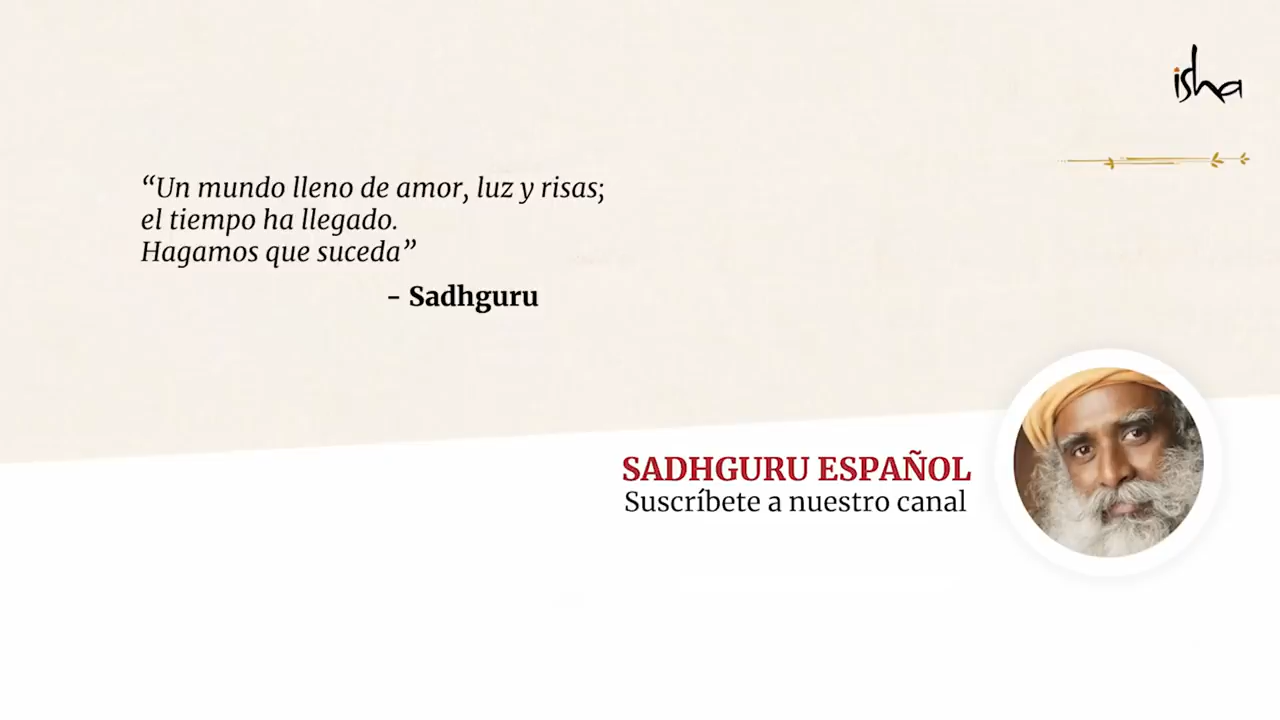 isha
“Un mundo lleno de amor, luz y risas;
el tiempo ha llegado.
Hagamos que suceda”
- Sadhguru
SADHGURU ESPAÑOL
Suscríbete a nuestro canal